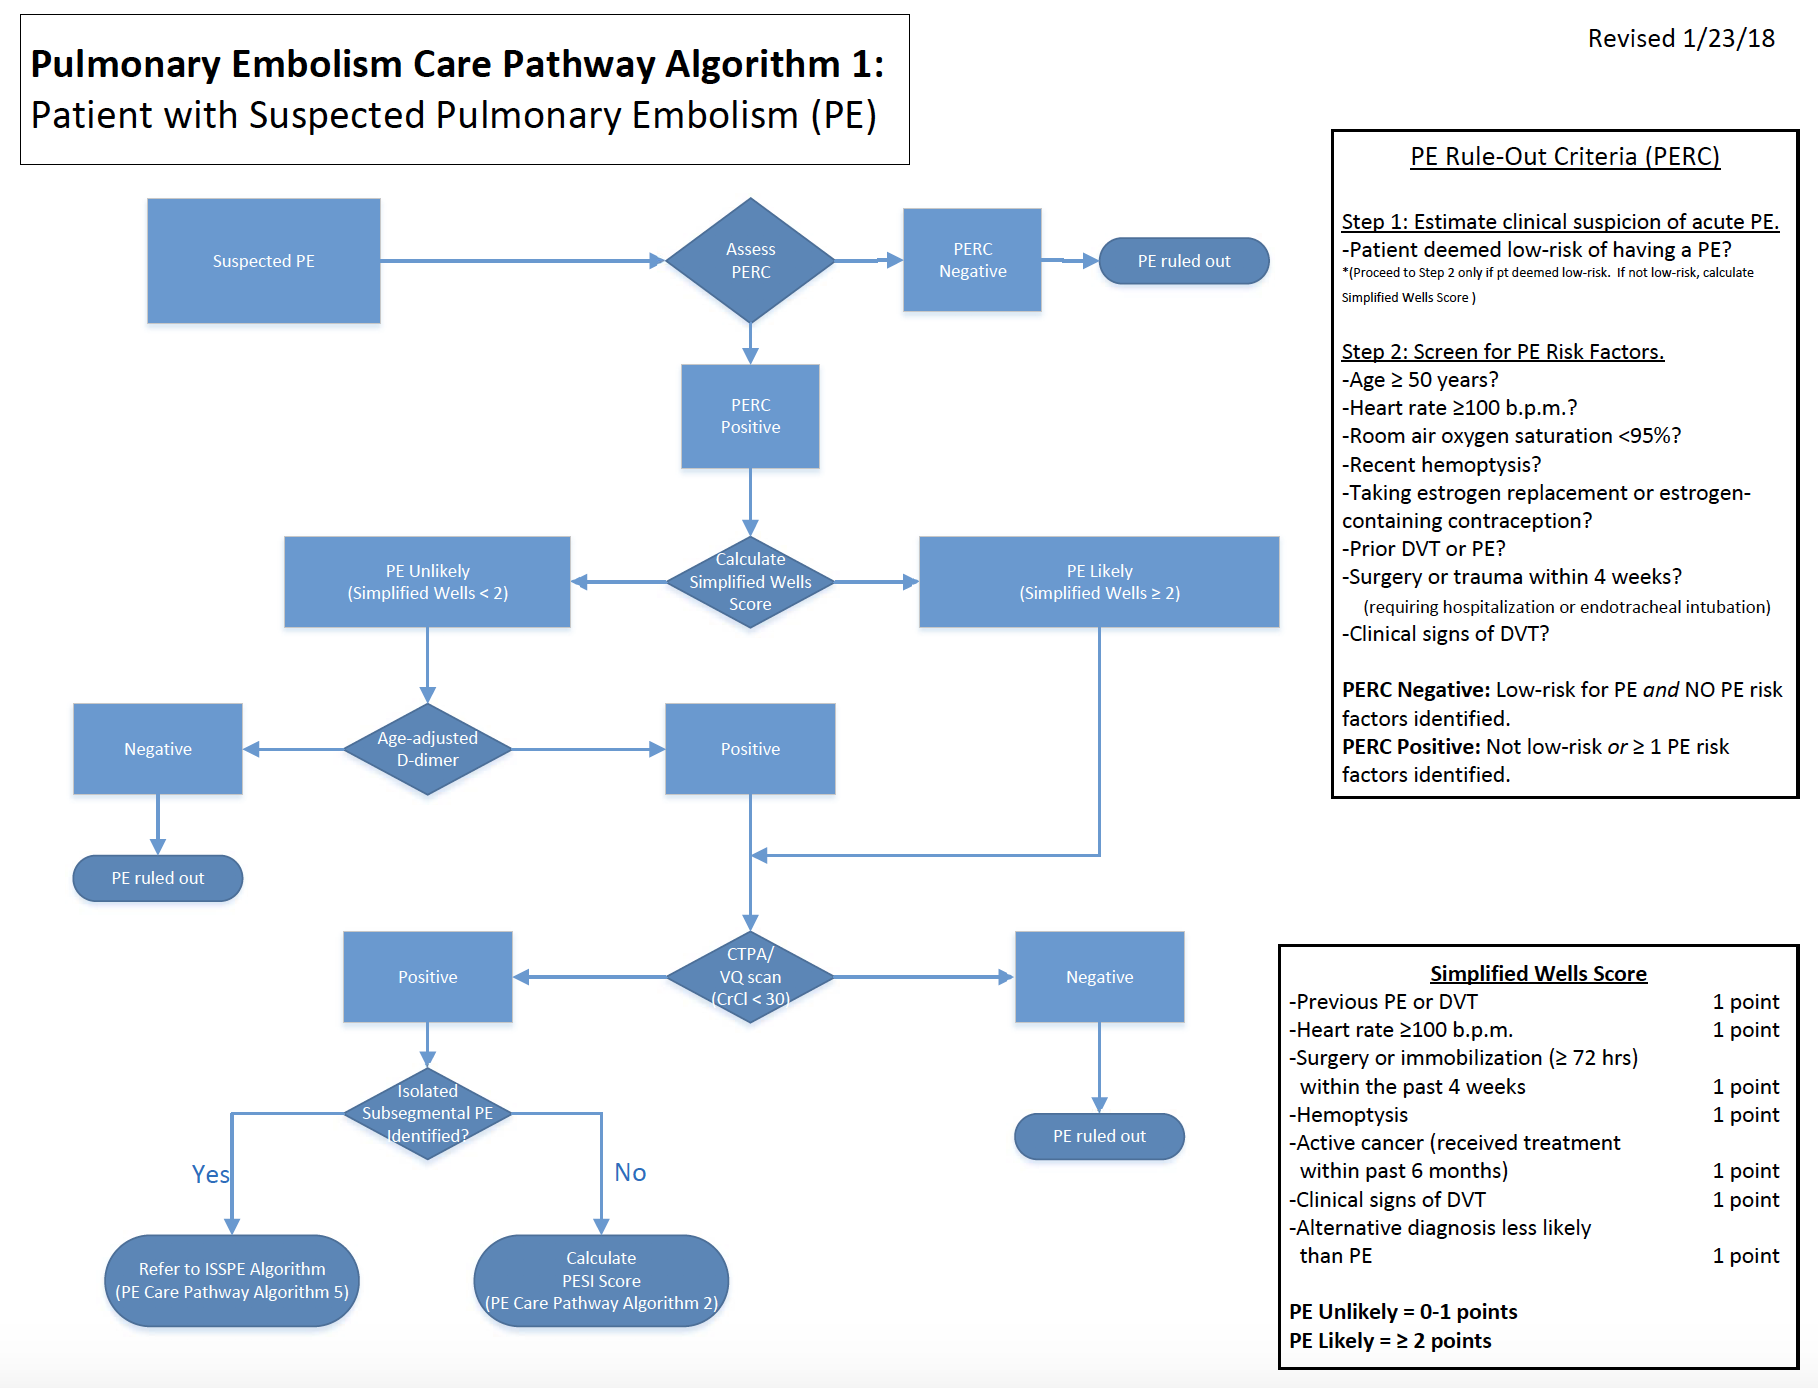 Pulmonary Embolism Care Pathway Algorithm 1:
Patient with Suspected Pulmonary Embolism (PE)
Revised 1/23/18
Suspected PE
Assess
PERC
PERC
Negative
PE ruled out
PERC
Positive
Calculate
Simplified Wells
Score
PE Unlikely
(Simplified Wells < 2)
PE Likely
(Simplified Wells ≥ 2)
Age-adjusted
D-dimer
Negative
Positive
PE ruled out
CTPA/
VQ scan
(CrCl < 30)
Positive
Negative
PE ruled out
Isolated
Subsegmental PE
Identified?
Yes
No
Refer to ISSPE Algorithm
(PE Care Pathway Algorithm 5)
Calculate
PESI Score
(PE Care Pathway Algorithm 2)
PE Rule-Out Criteria (PERC)
Step 1: Estimate clinical suspicion of acute PE.
-Patient deemed low-risk of having a PE?
*(Proceed to Step 2 only if pt deemed low-risk. If not low-risk, calculate
Simplified Wells Score )
Step 2: Screen for PE Risk Factors.
-Age ≥ 50 years?
-Heart rate ≥100 b.p.m.?
-Room air oxygen saturation <95%?
-Recent hemoptysis?
-Taking estrogen replacement or estrogen-
containing contraception?
-Prior DVT or PE?
-Surgery or trauma within 4 weeks?
(requiring hospitalization or endotracheal intubation)
-Clinical signs of DVT?
PERC Negative: Low-risk for PE and NO PE risk
factors identified.
PERC Positive: Not low-risk or ≥ 1 PE risk
factors identified.
Simplified Wells Score
-Previous PE or DVT 1 point
-Heart rate ≥100 b.p.m. 1 point
-Surgery or immobilization (≥ 72 hrs)
within the past 4 weeks 1 point
-Hemoptysis 1 point
-Active cancer (received treatment
within past 6 months) 1 point
-Clinical signs of DVT 1 point
-Alternative diagnosis less likely
than PE 1 point
PE Unlikely = 0-1 points
PE Likely = ≥ 2 points